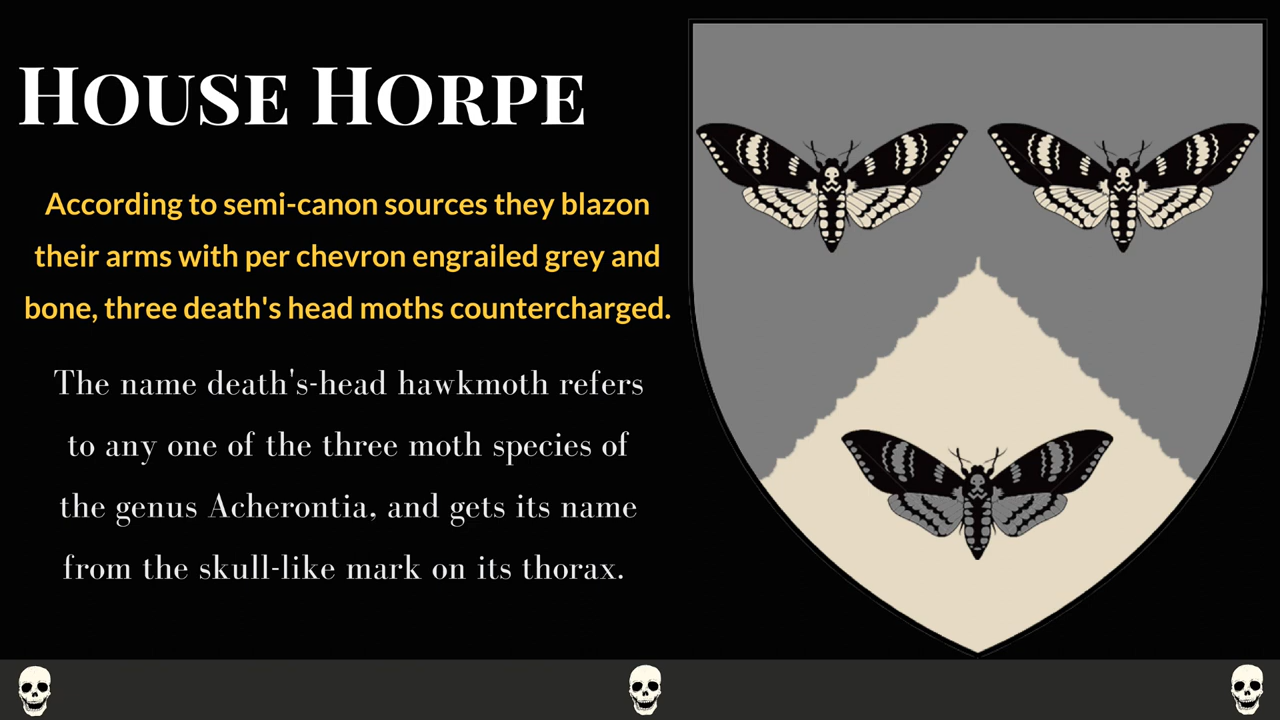 House Horpe
According to semi-canon sources they blazon
their arms with per chevron engrailed grey and
bone, three death's head moths countercharged.
The name death's-head hawkmoth refers
to any one of the three moth species of
the genus Acherontia, and gets its name
from the skull-like mark on its thorax.